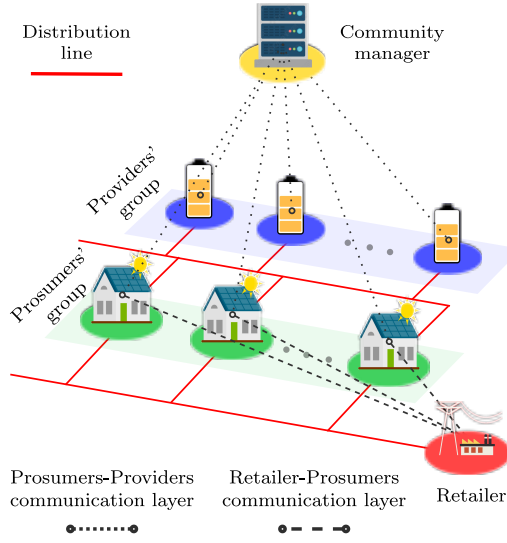 Distribution
line
Community
manager
Providers'
group
Prosumers'
group
Prosumers–Providers
communication layer
Retailer–Prosumers
communication layer
Retailer